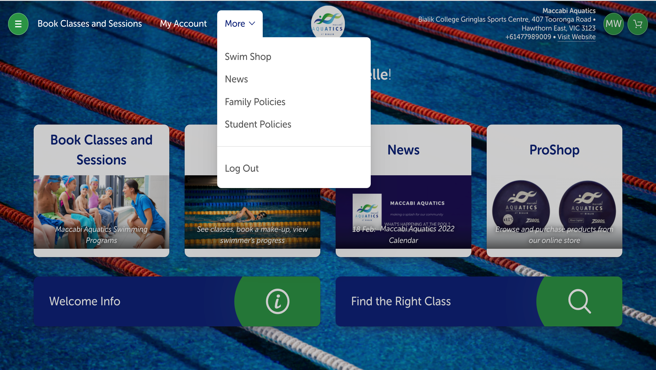 Book Classes and Sessions
My Account
More
AQUATICS
Maccabi Aquatics
Bialik College Gringlas Sports Centre, 407 Tooronga Road •
Hawthorn East, VIC 3123
+61477989009 • Visit Website
MW
Swim Shop
News
Family Policies
Student Policies
Log Out
elle!
Book Classes and
Sessions
Maccabi Aquatics Swimming
Programs
See classes, book a make-up, view
swimmer's progress
News
MACCABI AQUATICS
18 Feb: Maccabi Aquatics 2022
Calendar
ProShop
AQUATICS
AQUATICS
Browse and purchase products from
our online store
Welcome Info
Find the Right Class